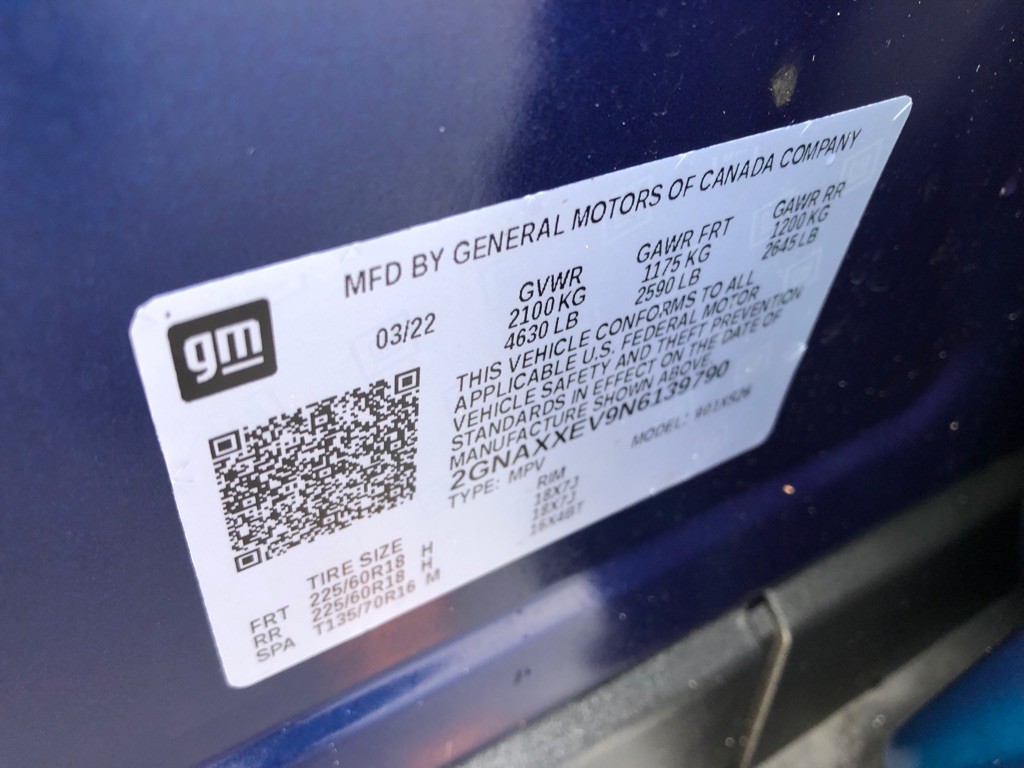 MFD BY GENERAL MOTORS OF CANADA COMPANY
gm
03/22
GVWR GAWR FRT GAWR RR
2100 KG 1175 KG 1200 KG
4630 LB 2590 LB 2645 LB
THIS VEHICLE CONFORMS TO ALL
APPLICABLE U.S. FEDERAL MOTOR
VEHICLE SAFETY AND THEFT PREVENTION
STANDARDS IN EFFECT ON THE DATE OF
MANUFACTURE SHOWN ABOVE.
2GNAXXEV9N6139790
TYPE: MPV MODEL:
TIRE SIZE RIM
FRT 225/60R18 H 18X7J
RR 225/60R18 H 18X7J
SPA T135/70R16 M 16X4BT